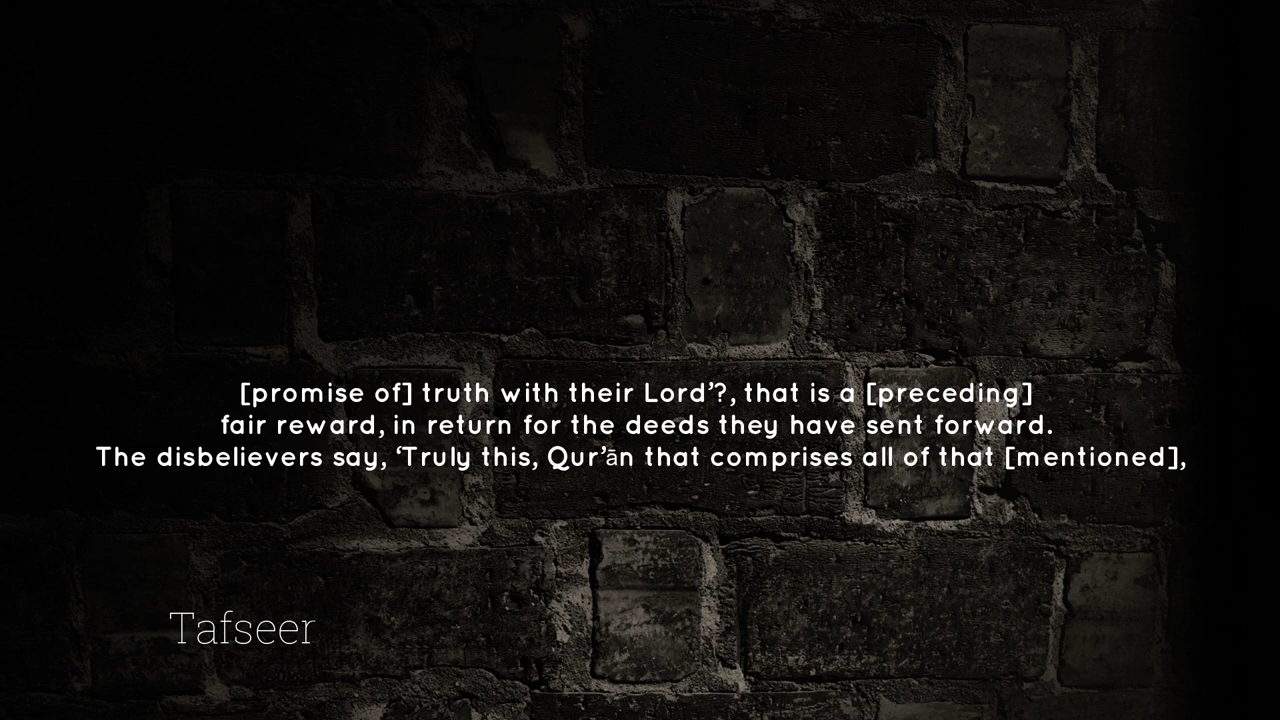 [promise of] truth with their Lord’?, that is a [preceding]
fair reward, in return for the deeds they have sent forward.
The disbelievers say, ‘Truly this, Qur’ān that comprises all of that [mentioned],
Tafseer